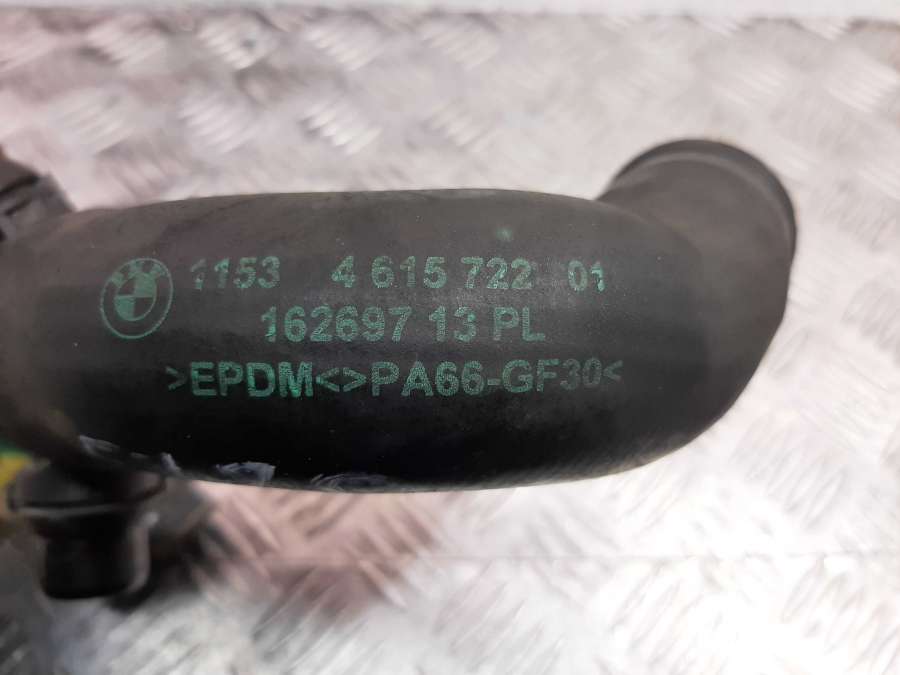 1153 4 615 722 01
162697 13 PL
>EPDM<>PA66-GF30<